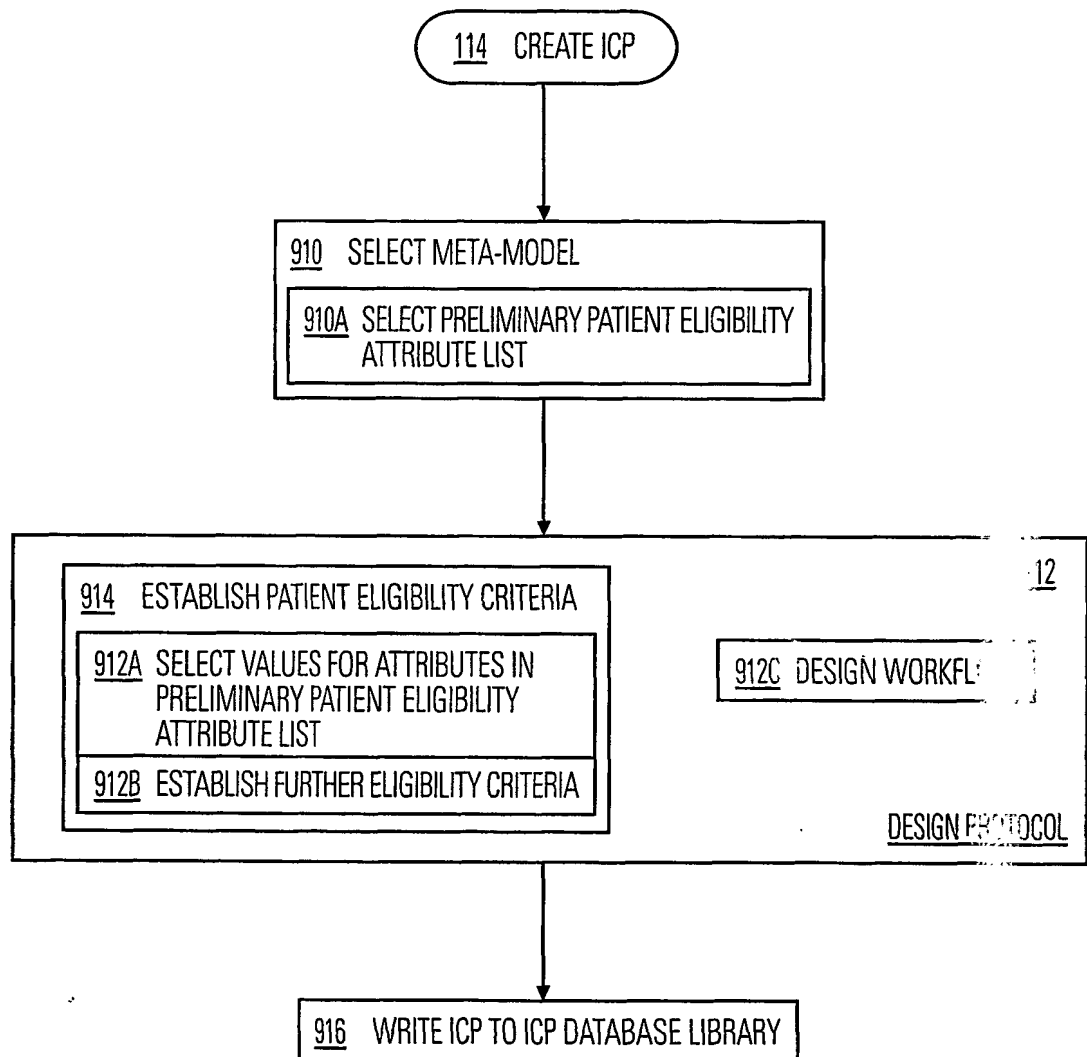 114 CREATE ICP
910 SELECT META-MODEL
910A SELECT PRELIMINARY PATIENT ELIGIBILITY
ATTRIBUTE LIST
12
914 ESTABLISH PATIENT ELIGIBILITY CRITERIA
912A SELECT VALUES FOR ATTRIBUTES IN
PRELIMINARY PATIENT ELIGIBILITY
ATTRIBUTE LIST
912B ESTABLISH FURTHER ELIGIBILITY CRITERIA
912C DESIGN
DESIGN PROTOCOL
916 WRITE ICP TO ICP DATABASE LIBRARY